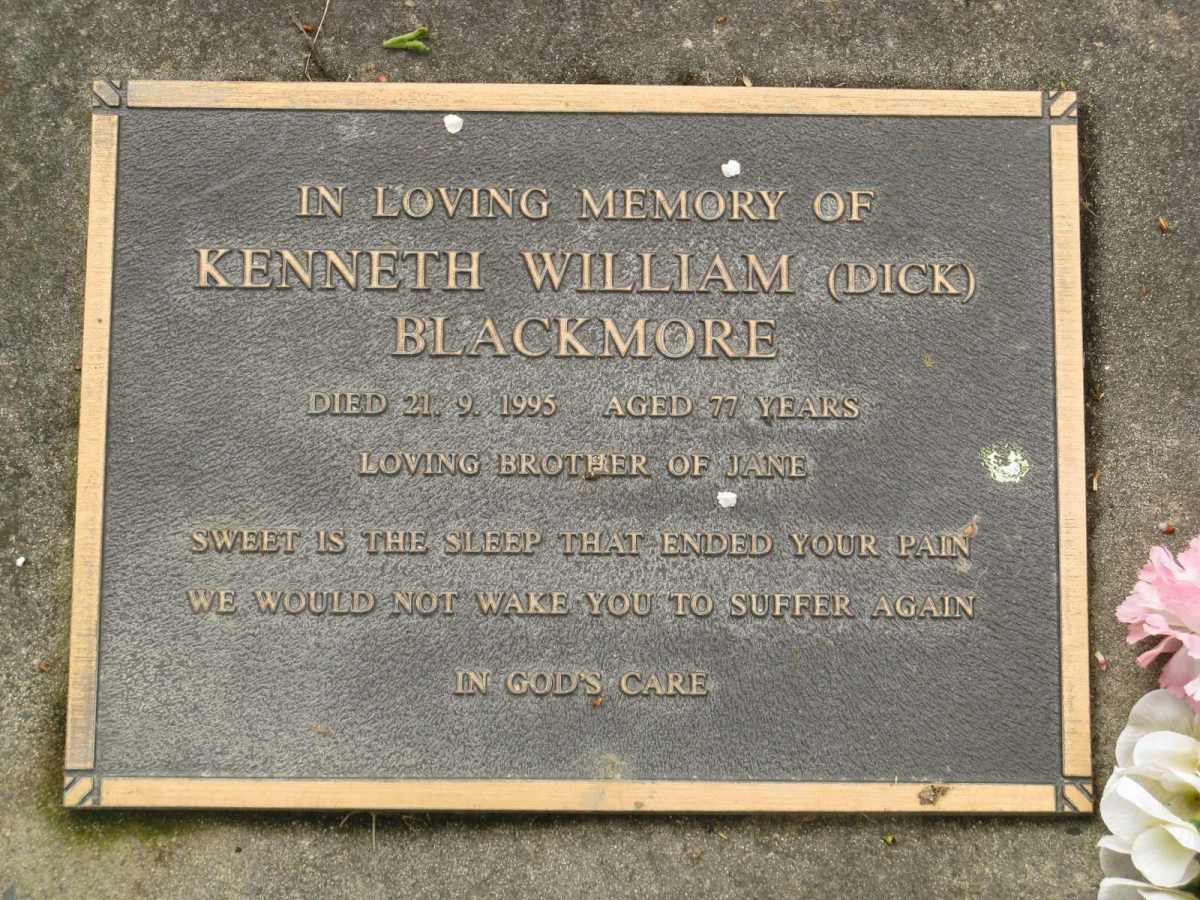 IN LOVING MEMORY OF
KENNETH WILLIAM (DICK)
BLACKMORE
DIED 21. 9. 1995 AGED 77 YEARS
LOVING BROTHER OF JANE
SWEET IS THE SLEEP THAT ENDED YOUR PAIN
WE WOULD NOT WAKE YOU TO SUFFER AGAIN
IN GOD'S CARE